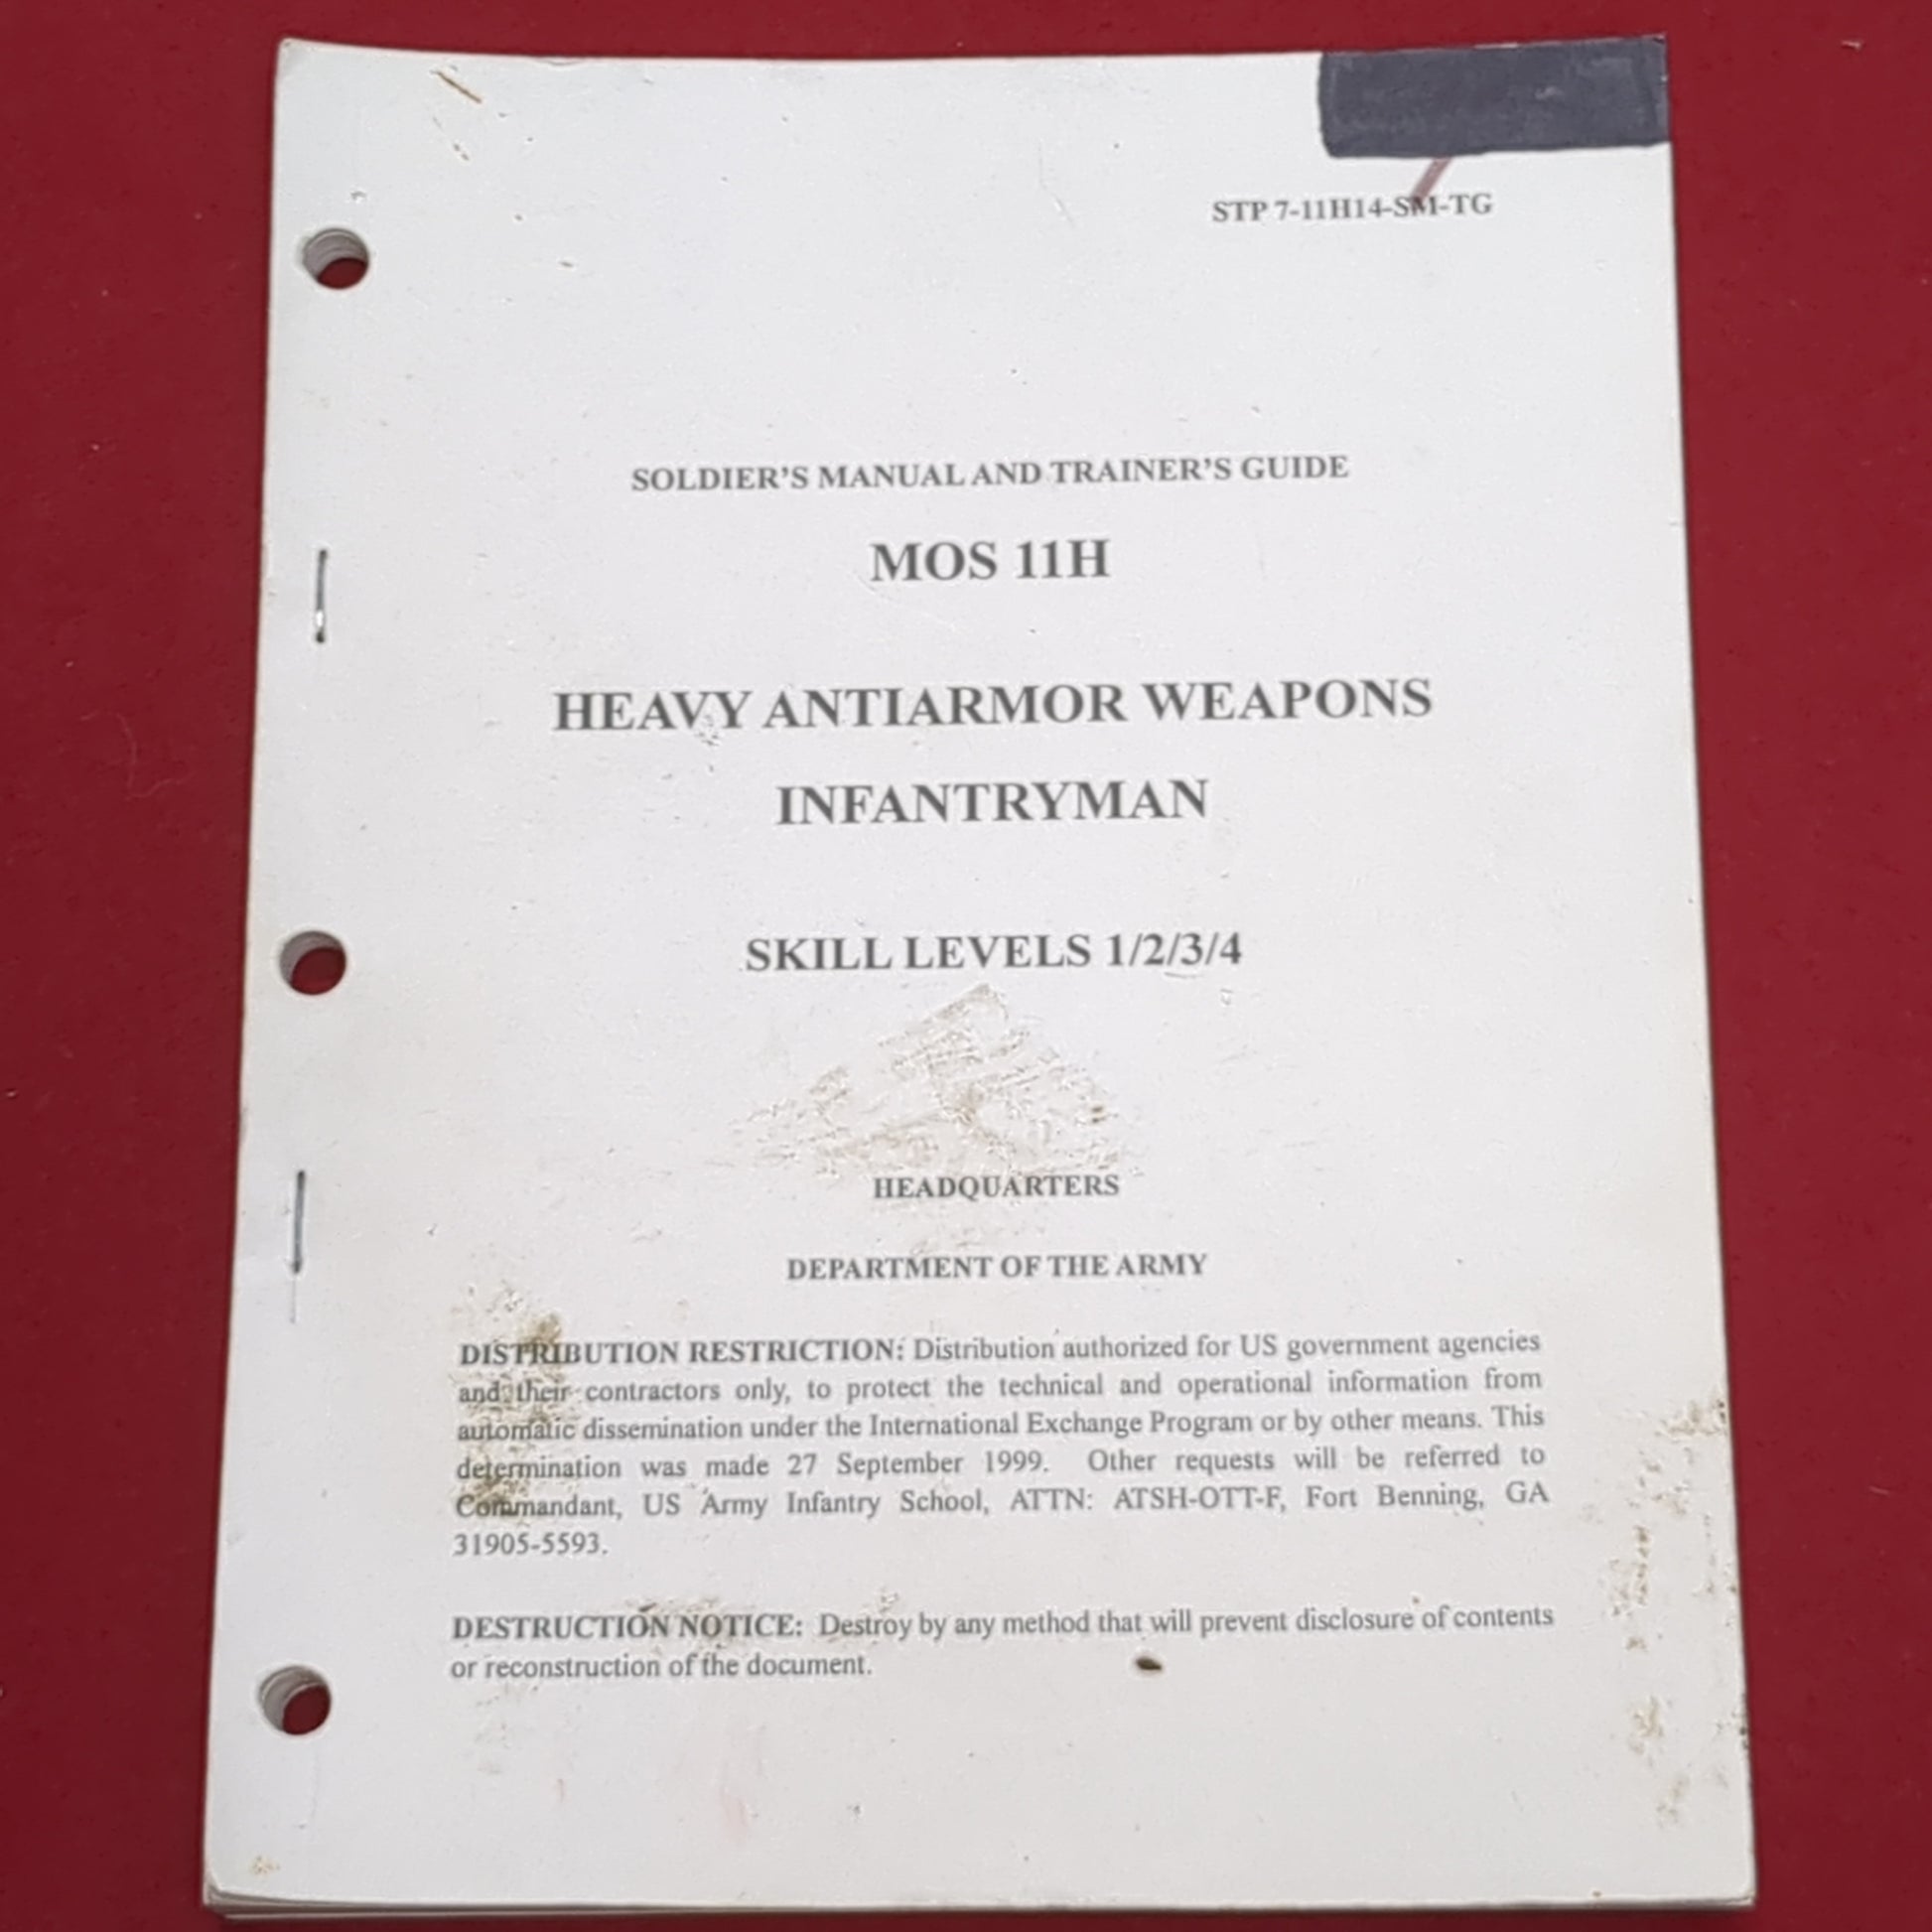 STP 7-11H14-SM-TG
SOLDIER'S MANUAL AND TRAINER'S GUIDE
MOS 11H
HEAVY ANTIARMOR WEAPONS
INFANTRYMAN
SKILL LEVELS 1/2/3/4
HEADQUARTERS
DEPARTMENT OF THE ARMY
DISTRIBUTION RESTRICTION: Distribution authorized for US government agencies
and their contractors only, to protect the technical and operational information from
automatic dissemination under the International Exchange Program or by other means. This
determination was made 27 September 1999. Other requests will be referred to
Commandant, US Army Infantry School, ATTN: ATSH-OTT-F, Fort Benning, GA
31905-5593.
DESTRUCTION NOTICE: Destroy by any method that will prevent disclosure of contents
or reconstruction of the document.